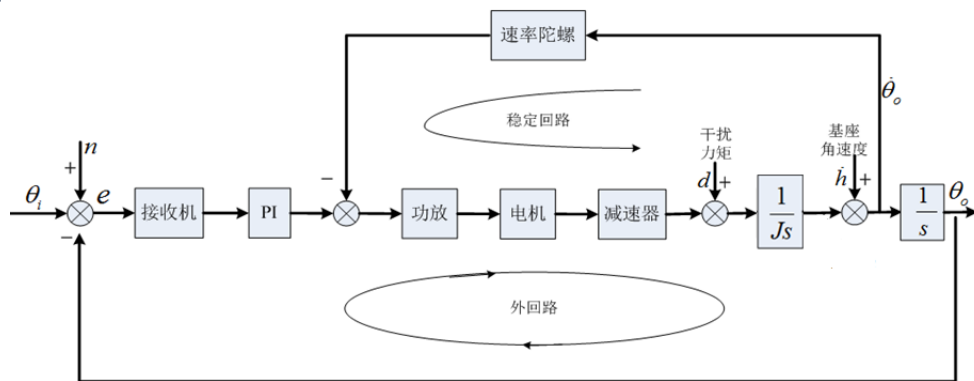 速率陀螺
θ̇ₒ
稳定回路
干扰
力矩
基座
角速度
n
+
d
+
ḣ
+
θᵢ
e
−
θₒ
接收机
PI
功放
电机
减速器
1
Js
1
s
−
外回路